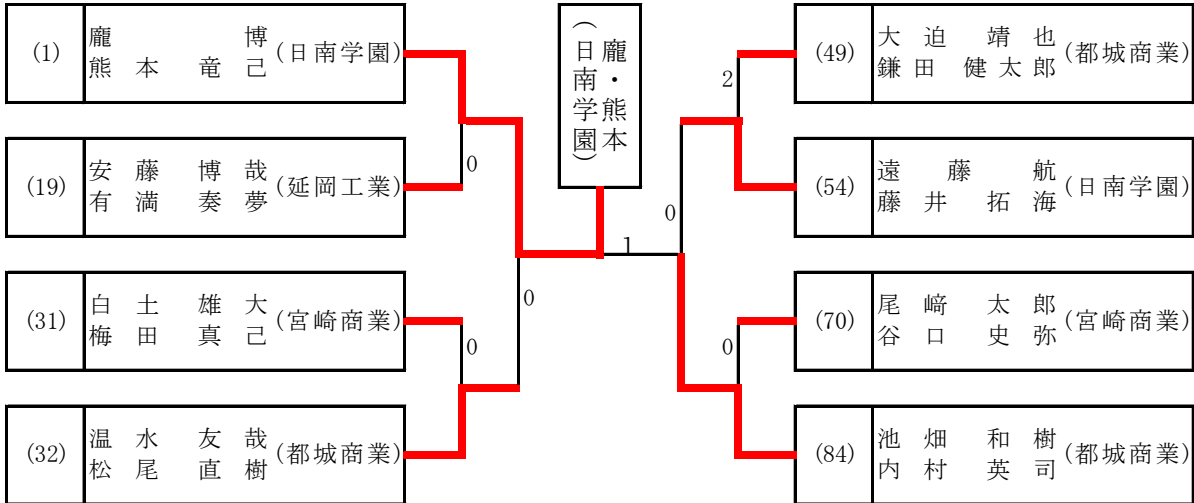 (1) 龐 博 (日南学園)
熊本 竜己
0
(19) 安藤 博哉 (延岡工業)
有満 奏夢
0
(31) 白土 雄大 (宮崎商業)
梅田 真己
0
(32) 温水 友哉 (都城商業)
松尾 直樹
龐・熊本
(日南学園)
1
(49) 大迫 靖也 (都城商業)
鎌田 健太郎
2
(54) 遠藤 航 (日南学園)
藤井 拓海
0
(70) 尾﨑 太郎 (宮崎商業)
谷口 史弥
0
(84) 池畑 和樹 (都城商業)
内村 英司